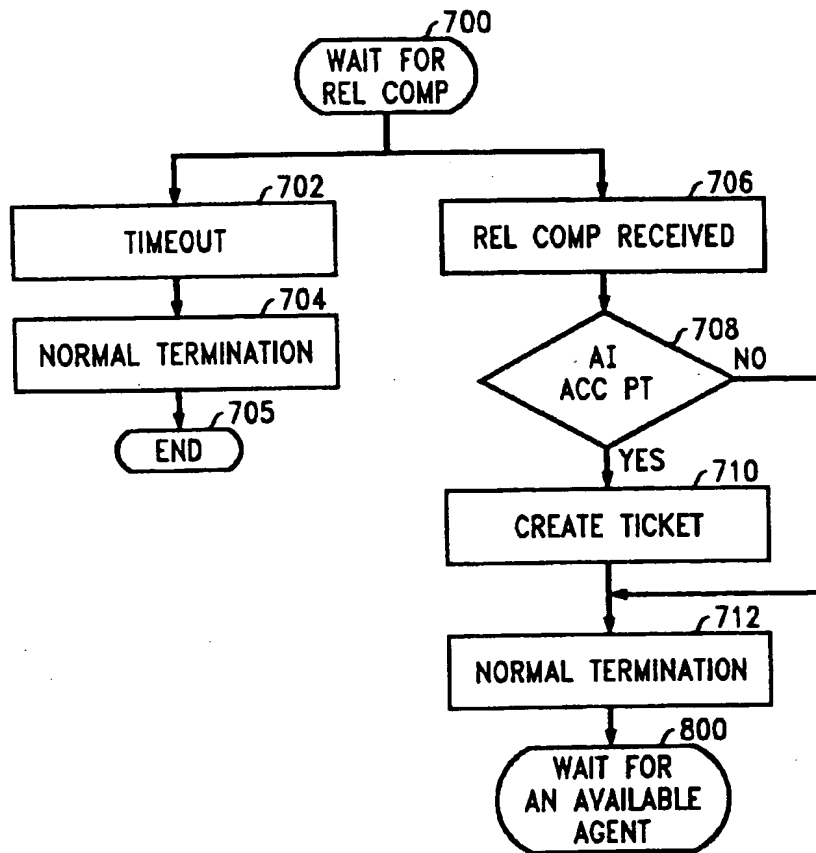 700
WAIT FOR
REL COMP
702
TIMEOUT
704
NORMAL TERMINATION
705
END
706
REL COMP RECEIVED
708
AI
ACC PT
NO
YES
710
CREATE TICKET
712
NORMAL TERMINATION
800
WAIT FOR
AN AVAILABLE
AGENT